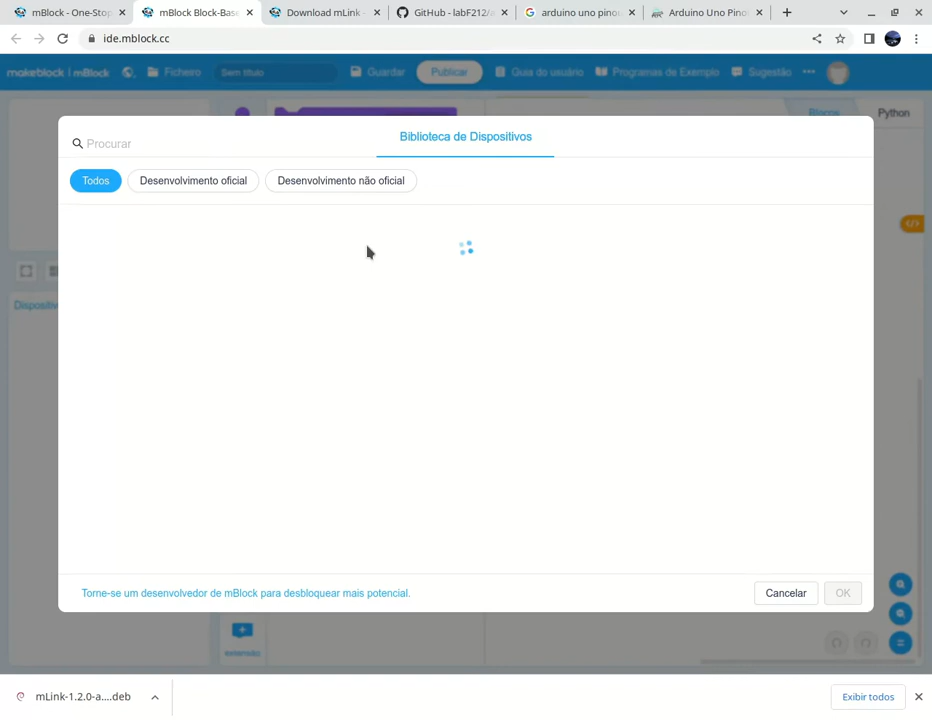 mBlock - One-Stop
mBlock Block-Base
Download mLink -
GitHub - labF212/a
arduino uno pinou
Arduino Uno Pino
ide.mblock.cc
makeblock | mBlock
Ficheiro
Sem título
Guardar
Publicar
Guia do usuário
Programas de Exemplo
Sugestão
Blocos
Python
Procurar
Biblioteca de Dispositivos
Todos
Desenvolvimento oficial
Desenvolvimento não oficial
Dispositiv
Torne-se um desenvolvedor de mBlock para desbloquear mais potencial.
Cancelar
OK
extensão
mLink-1.2.0-a....deb
Exibir todos